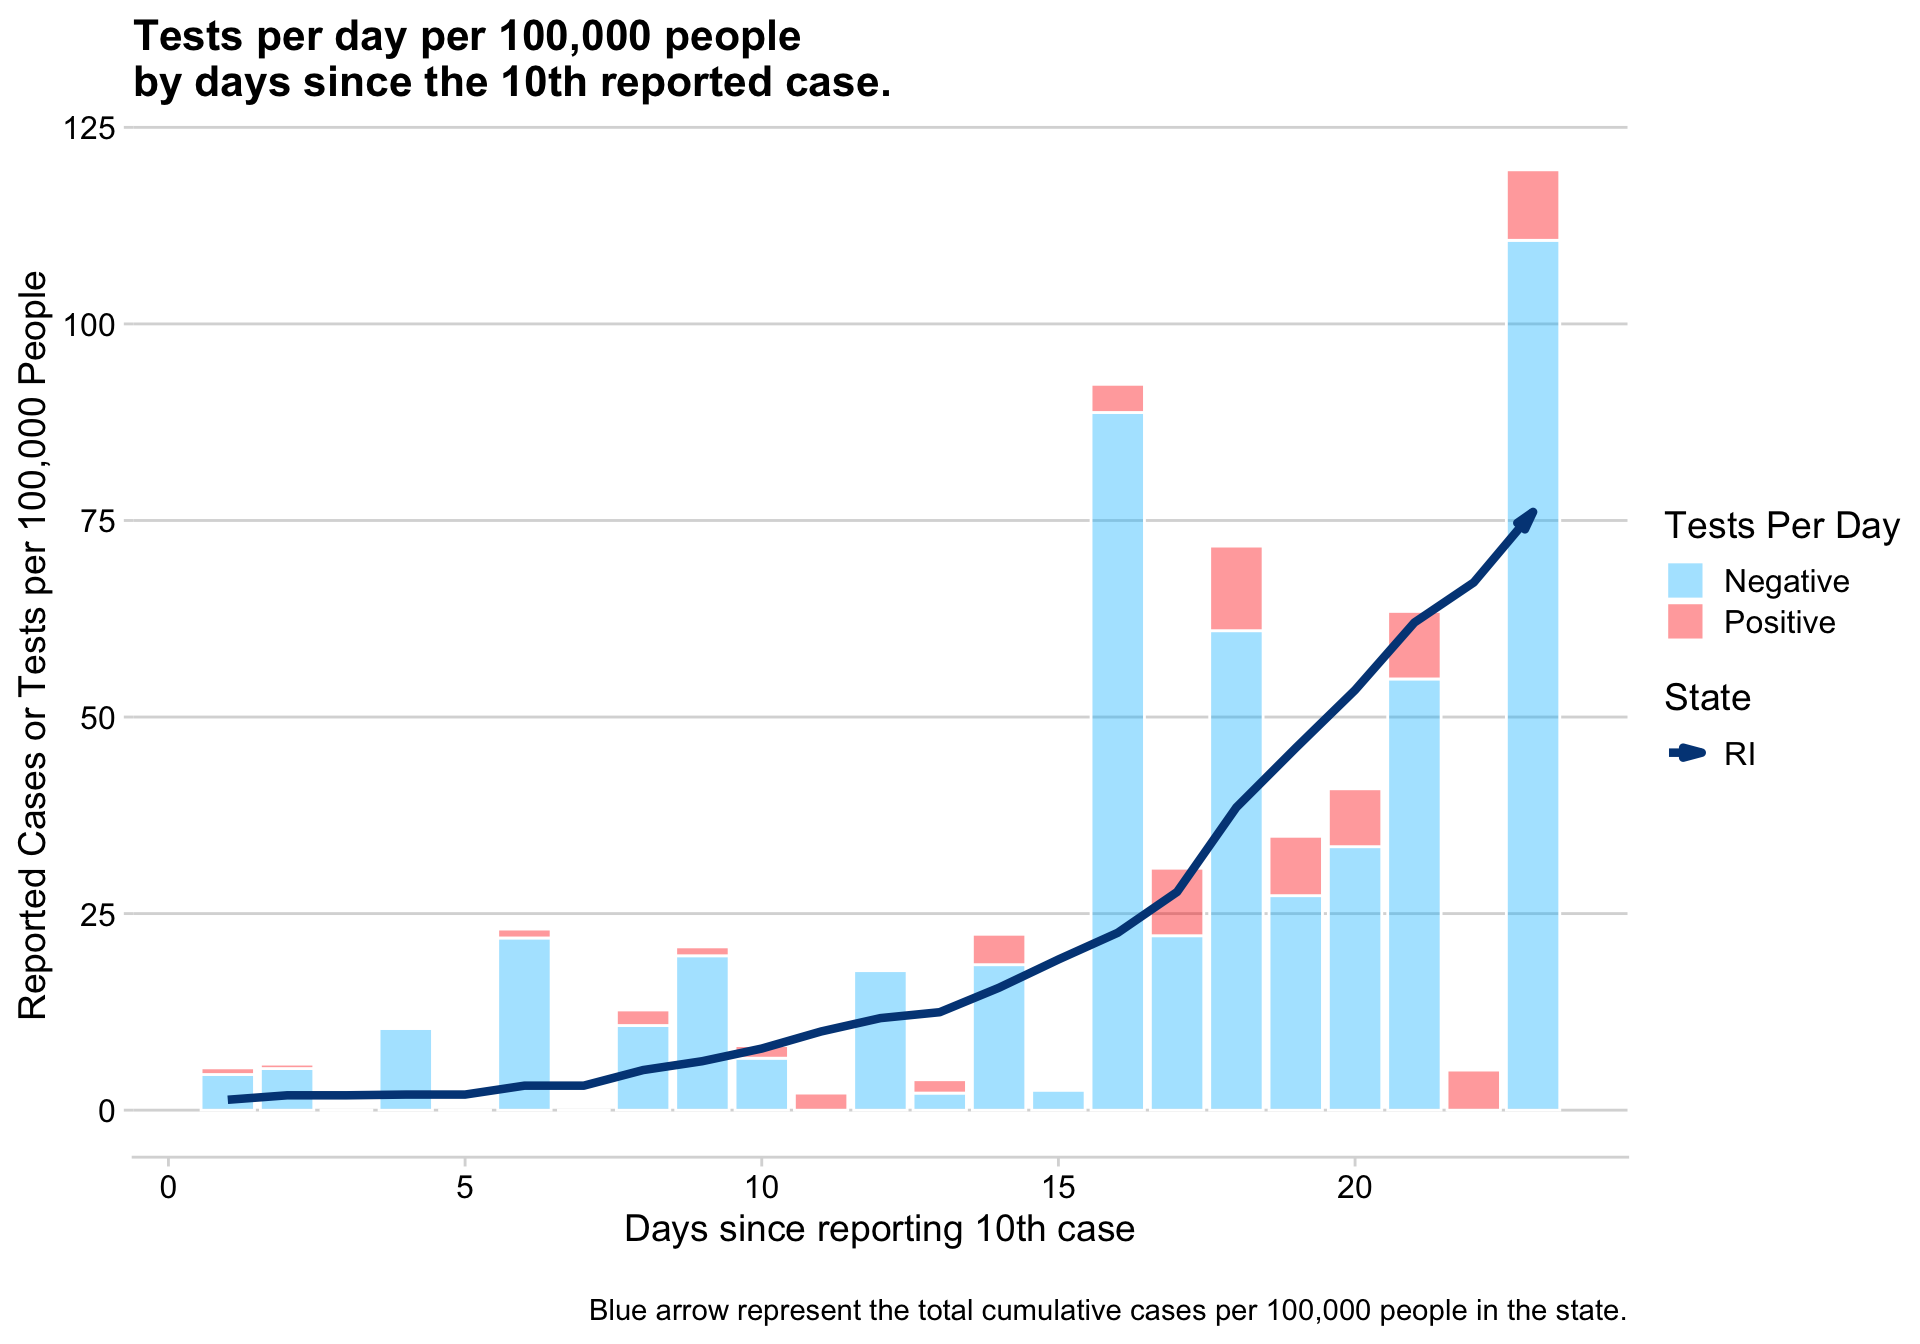 Tests per day per 100,000 people
by days since the 10th reported case.
Reported Cases or Tests per 100,000 People
125
100
75
50
25
0
0
5
10
15
20
Days since reporting 10th case
Tests Per Day
Negative
Positive
State
RI
Blue arrow represent the total cumulative cases per 100,000 people in the state.